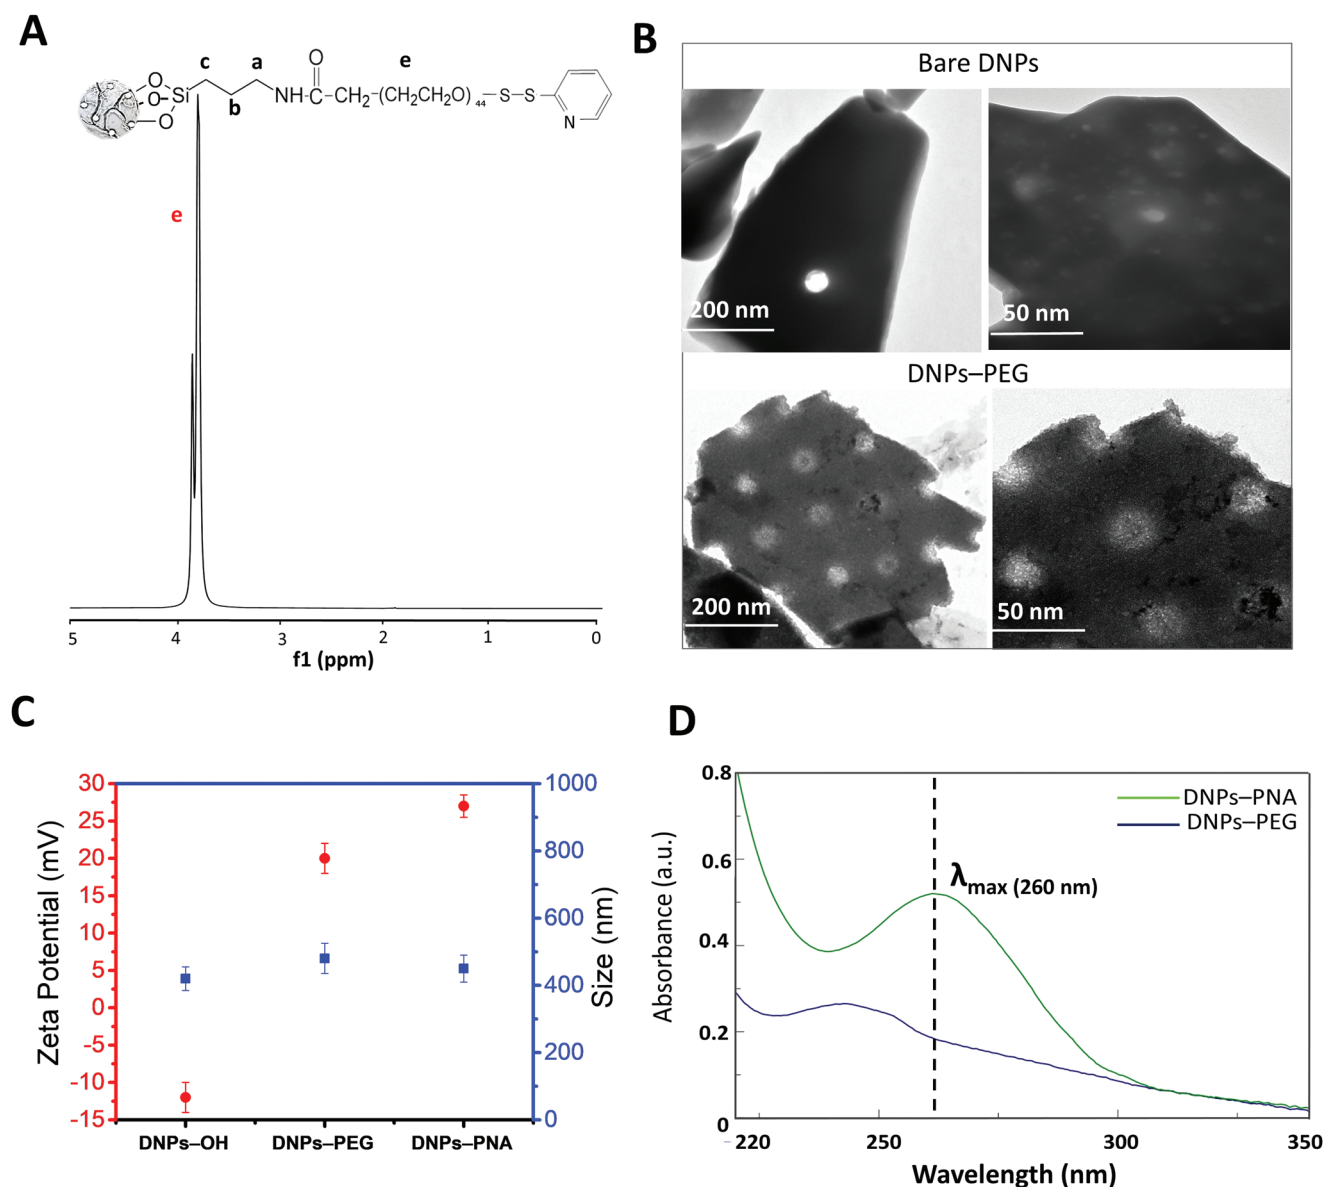 A
c
a
b
O
e
O
O
O
Si
NH
C
CH₂
(CH₂CH₂O)
44
S
S
N
e
5
4
3
2
1
0
f1 (ppm)
B
Bare DNPs
200 nm
50 nm
DNPs–PEG
200 nm
50 nm
C
Zeta Potential (mV)
30
25
20
15
10
5
0
-5
-10
-15
1000
800
600
400
200
0
Size (nm)
DNPs–OH
DNPs–PEG
DNPs–PNA
D
Absorbance (a.u.)
0.8
0.6
0.4
0.2
0
DNPs–PNA
DNPs–PEG
λmax (260 nm)
220
250
300
350
Wavelength (nm)